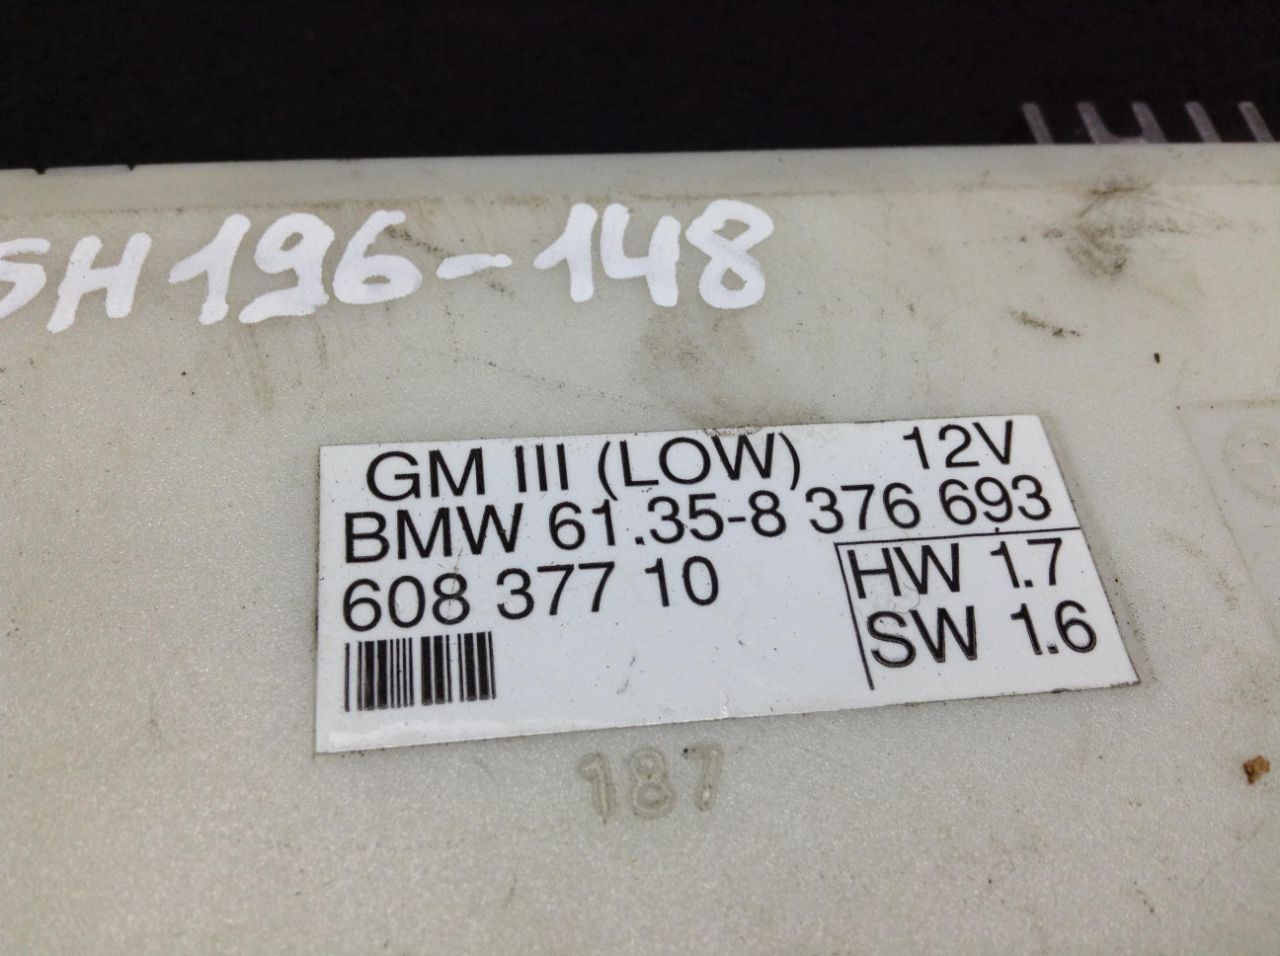 SH196-148
GM III (LOW) 12V
BMW 61.35-8 376 693
608 377 10
HW 1.7
SW 1.6
187